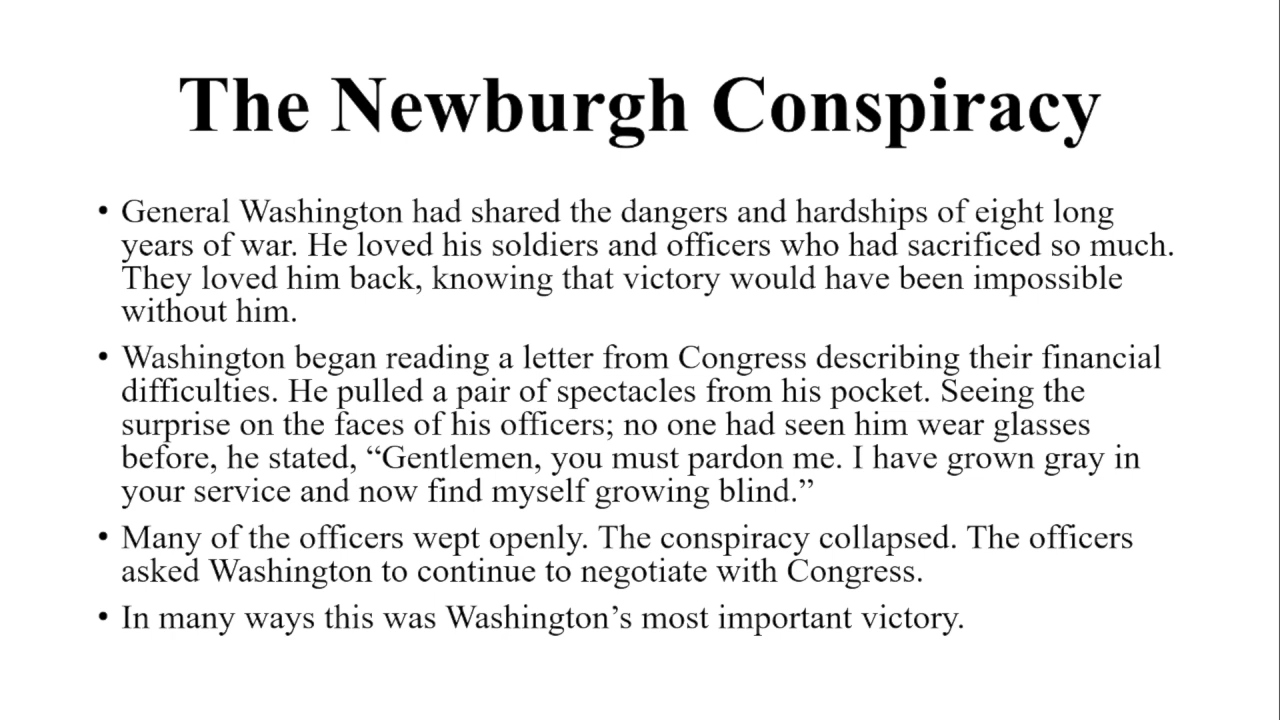 The Newburgh Conspiracy
• General Washington had shared the dangers and hardships of eight long
years of war. He loved his soldiers and officers who had sacrificed so much.
They loved him back, knowing that victory would have been impossible
without him.
• Washington began reading a letter from Congress describing their financial
difficulties. He pulled a pair of spectacles from his pocket. Seeing the
surprise on the faces of his officers; no one had seen him wear glasses
before, he stated, “Gentlemen, you must pardon me. I have grown gray in
your service and now find myself growing blind.”
• Many of the officers wept openly. The conspiracy collapsed. The officers
asked Washington to continue to negotiate with Congress.
• In many ways this was Washington’s most important victory.